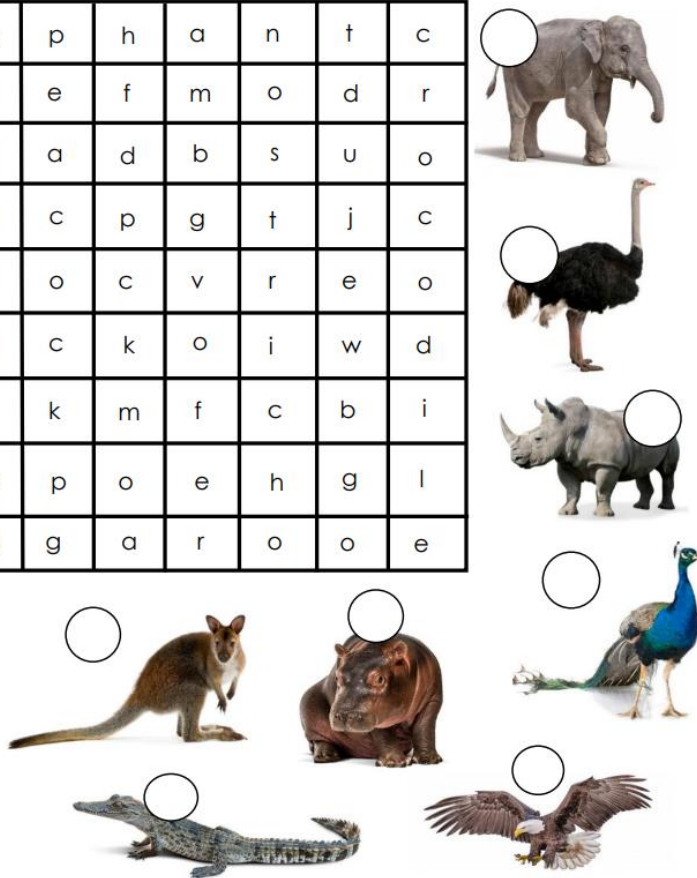 p h a n t c
e f m o d r
a d b s u o
c p g t j c
o c v r e o
c k o i w d
k m f c b i
p o e h g l
g a r o o e